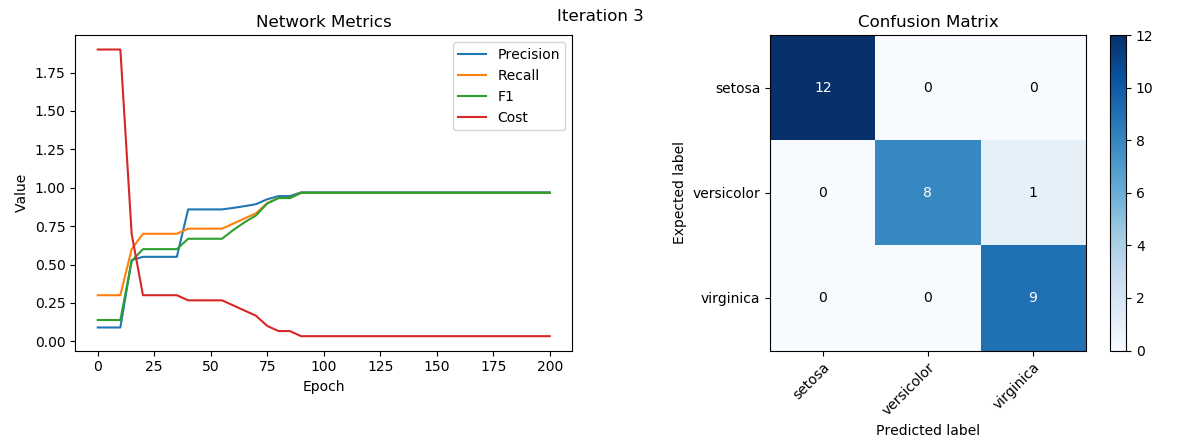 Iteration 3
Network Metrics
Value
1.75
1.50
1.25
1.00
0.75
0.50
0.25
0.00
0
25
50
75
100
125
150
175
200
Epoch
Precision
Recall
F1
Cost
Confusion Matrix
Expected label
setosa
12
0
0
versicolor
0
8
1
virginica
0
0
9
setosa
versicolor
virginica
Predicted label
12
10
8
6
4
2
0